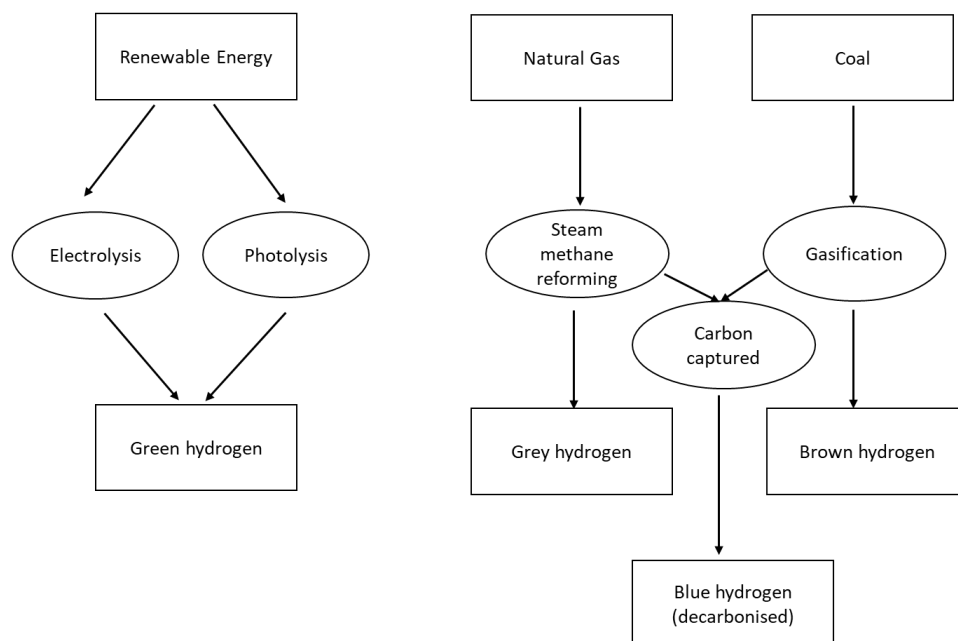 Renewable Energy
Natural Gas
Coal
Electrolysis
Photolysis
Steam
methane
reforming
Gasification
Carbon
captured
Green hydrogen
Grey hydrogen
Brown hydrogen
Blue hydrogen
(decarbonised)